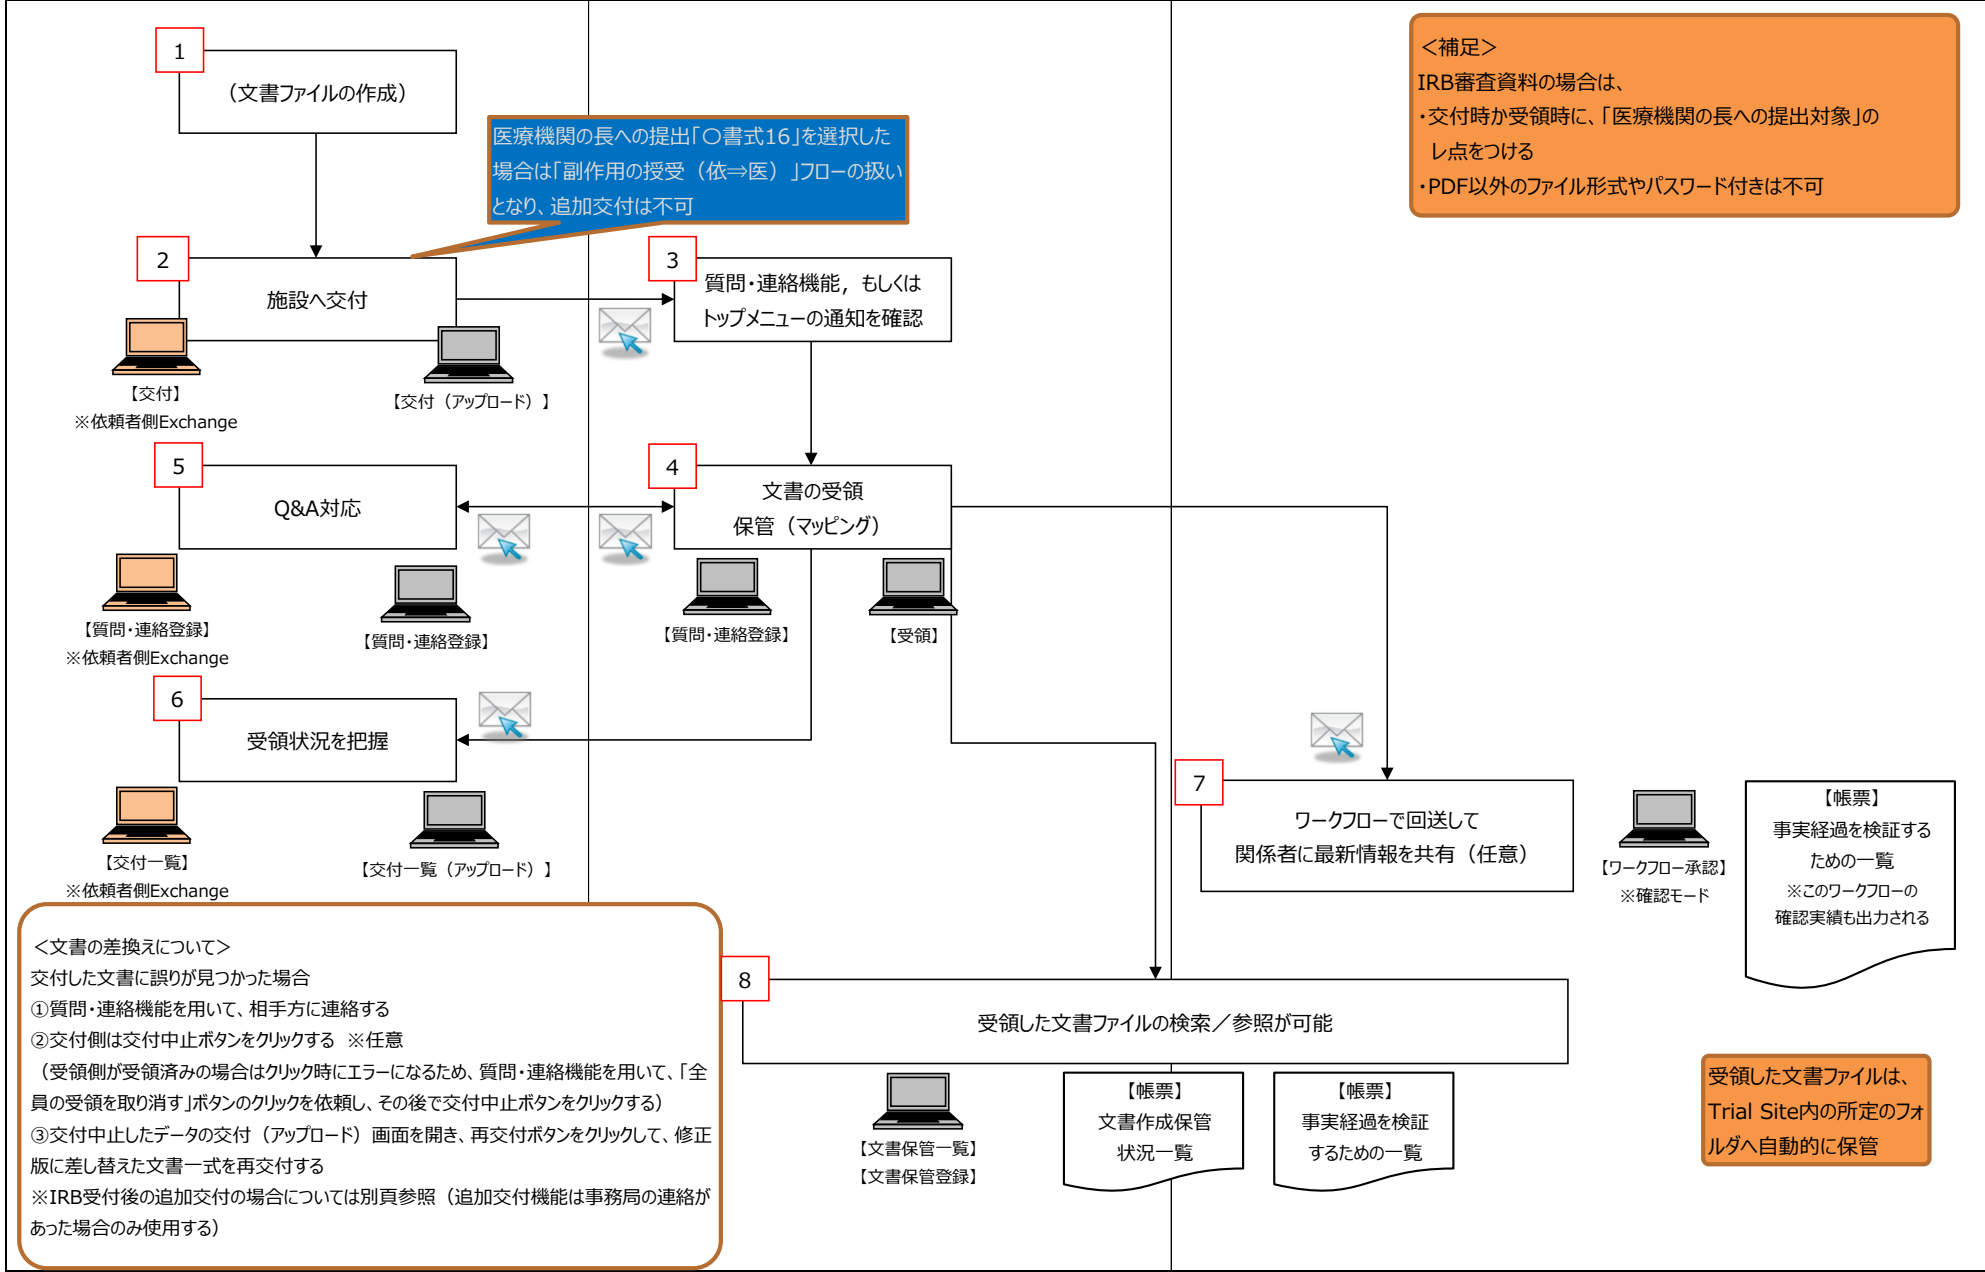 1
（文書ファイルの作成）
医療機関の長への提出「〇書式16」を選択した
場合は「副作用の授受（依⇒医）」フローの扱い
となり、追加交付は不可
＜補足＞
IRB審査資料の場合は、
・交付時か受領時に、「医療機関の長への提出対象」の
レ点をつける
・PDF以外のファイル形式やパスワード付きは不可
2
施設へ交付
【交付】
※依頼者側Exchange
【交付（アップロード）】
3
質問・連絡機能，もしくは
トップメニューの通知を確認
5
Q&A対応
【質問・連絡登録】
※依頼者側Exchange
【質問・連絡登録】
4
文書の受領
保管（マッピング）
【質問・連絡登録】
【受領】
6
受領状況を把握
【交付一覧】
※依頼者側Exchange
【交付一覧（アップロード）】
7
ワークフローで回送して
関係者に最新情報を共有（任意）
【ワークフロー承認】
※確認モード
【帳票】
事実経過を検証する
ための一覧
※このワークフローの
確認実績も出力される
＜文書の差換えについて＞
交付した文書に誤りが見つかった場合
①質問・連絡機能を用いて、相手方に連絡する
②交付側は交付中止ボタンをクリックする　※任意
（受領側が受領済みの場合はクリック時にエラーになるため、質問・連絡機能を用いて、「全
員の受領を取り消す」ボタンのクリックを依頼し、その後で交付中止ボタンをクリックする）
③交付中止したデータの交付（アップロード）画面を開き、再交付ボタンをクリックして、修正
版に差し替えた文書一式を再交付する
※IRB受付後の追加交付の場合については別頁参照（追加交付機能は事務局の連絡が
あった場合のみ使用する）
8
受領した文書ファイルの検索／参照が可能
【文書保管一覧】
【文書保管登録】
【帳票】
文書作成保管
状況一覧
【帳票】
事実経過を検証
するための一覧
受領した文書ファイルは、
Trial Site内の所定のフォ
ルダへ自動的に保管